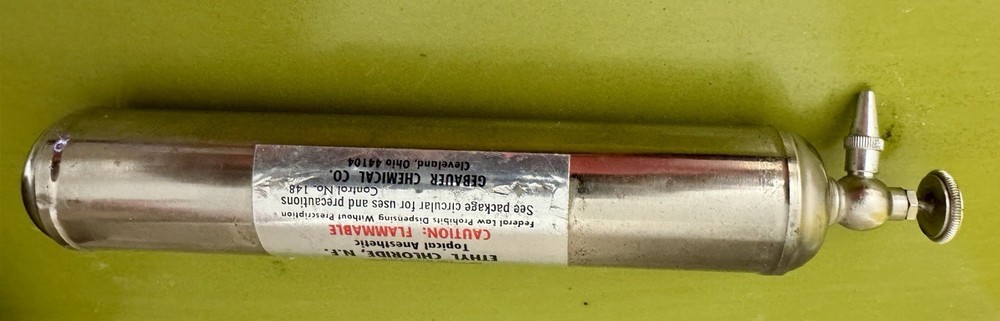 ETHYL CHLORIDE, N.F.
Topical Anesthetic
CAUTION: FLAMMABLE
Federal Law Prohibits Dispensing Without Prescription
See package circular for uses and precautions
Control No. 148
GEBAUER CHEMICAL CO.
Cleveland, Ohio 44104